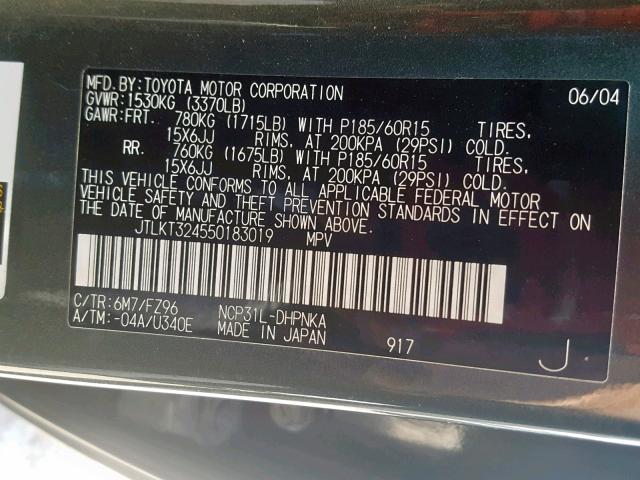 MFD.BY:TOYOTA MOTOR CORPORATION 06/04
GVWR:1530KG (3370LB)
GAWR:FRT. 780KG (1715LB) WITH P185/60R15 TIRES,
15X6JJ RIMS, AT 200KPA (29PSI) COLD.
RR. 760KG (1675LB) WITH P185/60R15 TIRES,
15X6JJ RIMS, AT 200KPA (29PSI) COLD.
THIS VEHICLE CONFORMS TO ALL APPLICABLE FEDERAL MOTOR
VEHICLE SAFETY AND THEFT PREVENTION STANDARDS IN EFFECT ON
THE DATE OF MANUFACTURE SHOWN ABOVE.
JTLKT324550183019 MPV
C/TR:6M7/FZ96 NCP31L-DHPNKA
A/TM:-04A/U340E MADE IN JAPAN 917 J.